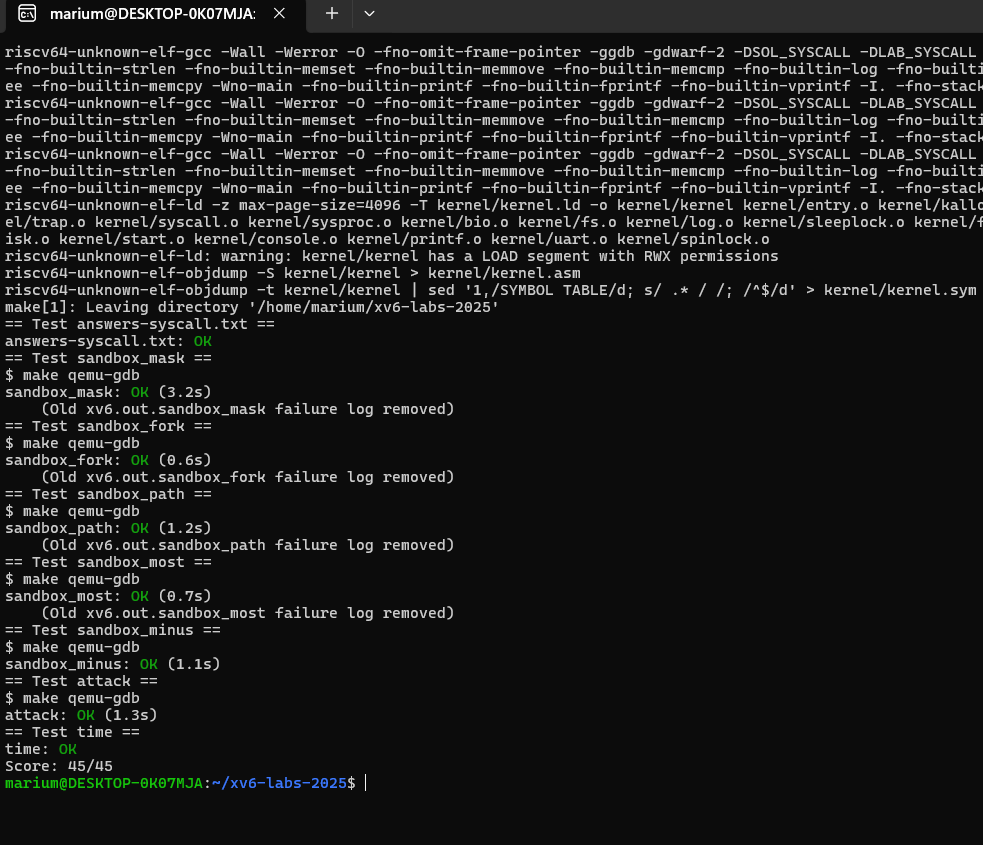 marium@DESKTOP-0K07MJA:
riscv64-unknown-elf-gcc -Wall -Werror -O -fno-omit-frame-pointer -ggdb -gdwarf-2 -DSOL_SYSCALL -DLAB_SYSCALL
-fno-builtin-strlen -fno-builtin-memset -fno-builtin-memmove -fno-builtin-memcmp -fno-builtin-log -fno-builti
ee -fno-builtin-memcpy -Wno-main -fno-builtin-printf -fno-builtin-fprintf -fno-builtin-vprintf -I. -fno-stack
riscv64-unknown-elf-gcc -Wall -Werror -O -fno-omit-frame-pointer -ggdb -gdwarf-2 -DSOL_SYSCALL -DLAB_SYSCALL
-fno-builtin-strlen -fno-builtin-memset -fno-builtin-memmove -fno-builtin-memcmp -fno-builtin-log -fno-builti
ee -fno-builtin-memcpy -Wno-main -fno-builtin-printf -fno-builtin-fprintf -fno-builtin-vprintf -I. -fno-stack
riscv64-unknown-elf-gcc -Wall -Werror -O -fno-omit-frame-pointer -ggdb -gdwarf-2 -DSOL_SYSCALL -DLAB_SYSCALL
-fno-builtin-strlen -fno-builtin-memset -fno-builtin-memmove -fno-builtin-memcmp -fno-builtin-log -fno-builti
ee -fno-builtin-memcpy -Wno-main -fno-builtin-printf -fno-builtin-fprintf -fno-builtin-vprintf -I. -fno-stack
riscv64-unknown-elf-ld -z max-page-size=4096 -T kernel/kernel.ld -o kernel/kernel kernel/entry.o kernel/kallo
el/trap.o kernel/syscall.o kernel/sysproc.o kernel/bio.o kernel/fs.o kernel/log.o kernel/sleeplock.o kernel/f
isk.o kernel/start.o kernel/console.o kernel/printf.o kernel/uart.o kernel/spinlock.o
riscv64-unknown-elf-ld: warning: kernel/kernel has a LOAD segment with RWX permissions
riscv64-unknown-elf-objdump -S kernel/kernel > kernel/kernel.asm
riscv64-unknown-elf-objdump -t kernel/kernel | sed '1,/SYMBOL TABLE/d; s/ .* / /; /^$/d' > kernel/kernel.sym
make[1]: Leaving directory '/home/marium/xv6-labs-2025'
== Test answers-syscall.txt ==
answers-syscall.txt: OK
== Test sandbox_mask ==
$ make qemu-gdb
sandbox_mask: OK (3.2s)
(Old xv6.out.sandbox_mask failure log removed)
== Test sandbox_fork ==
$ make qemu-gdb
sandbox_fork: OK (0.6s)
(Old xv6.out.sandbox_fork failure log removed)
== Test sandbox_path ==
$ make qemu-gdb
sandbox_path: OK (1.2s)
(Old xv6.out.sandbox_path failure log removed)
== Test sandbox_most ==
$ make qemu-gdb
sandbox_most: OK (0.7s)
(Old xv6.out.sandbox_most failure log removed)
== Test sandbox_minus ==
$ make qemu-gdb
sandbox_minus: OK (1.1s)
== Test attack ==
$ make qemu-gdb
attack: OK (1.3s)
== Test time ==
time: OK
Score: 45/45
marium@DESKTOP-0K07MJA:~/xv6-labs-2025$